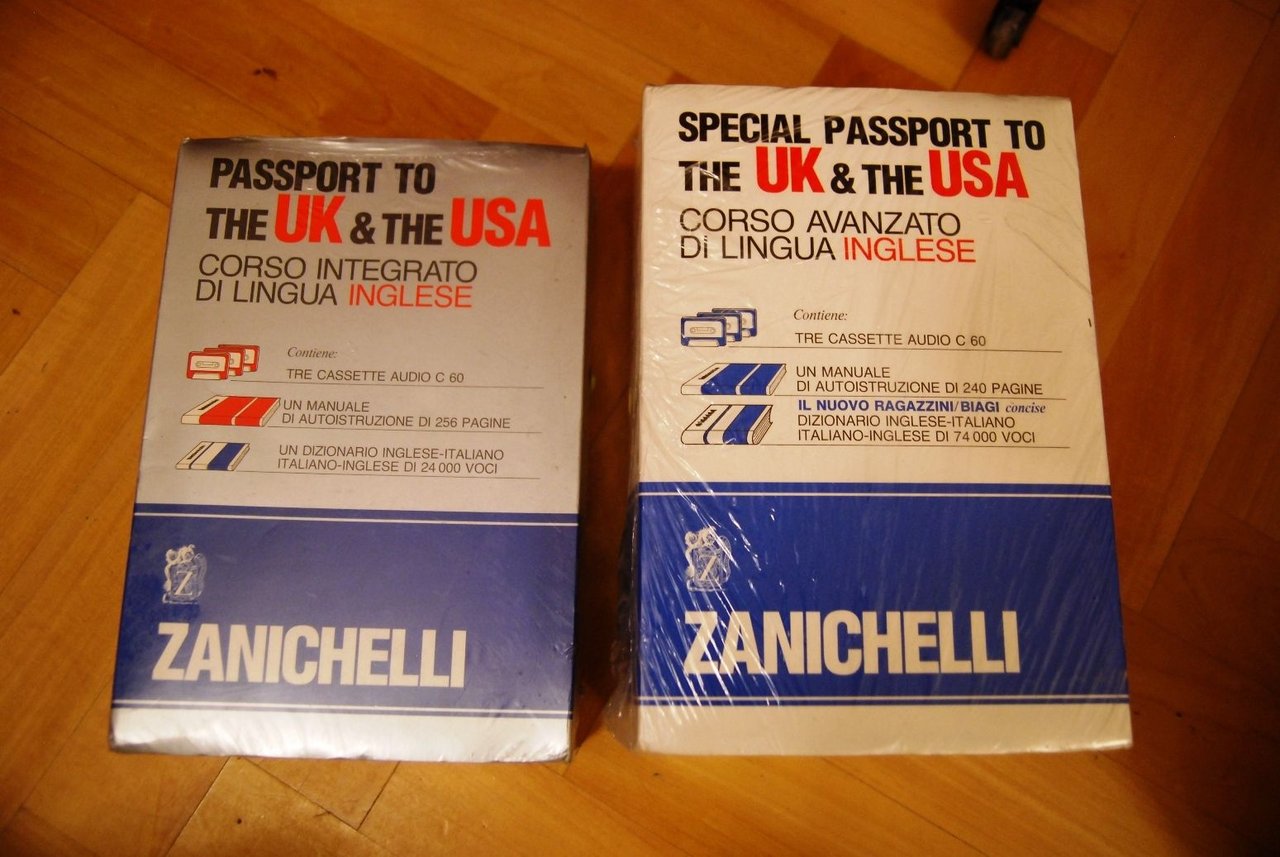 PASSPORT TO
THE UK & THE USA
CORSO INTEGRATO
DI LINGUA INGLESE
Contiene:
TRE CASSETTE AUDIO C 60
UN MANUALE
DI AUTOISTRUZIONE DI 256 PAGINE
UN DIZIONARIO INGLESE-ITALIANO
ITALIANO-INGLESE DI 24 000 VOCI
Z
ZANICHELLI
SPECIAL PASSPORT TO
THE UK & THE USA
CORSO AVANZATO
DI LINGUA INGLESE
Contiene:
TRE CASSETTE AUDIO C 60
UN MANUALE
DI AUTOISTRUZIONE DI 240 PAGINE
IL NUOVO RAGAZZINI/BIAGI concise
DIZIONARIO INGLESE-ITALIANO
ITALIANO-INGLESE DI 74 000 VOCI
Z
ZANICHELLI